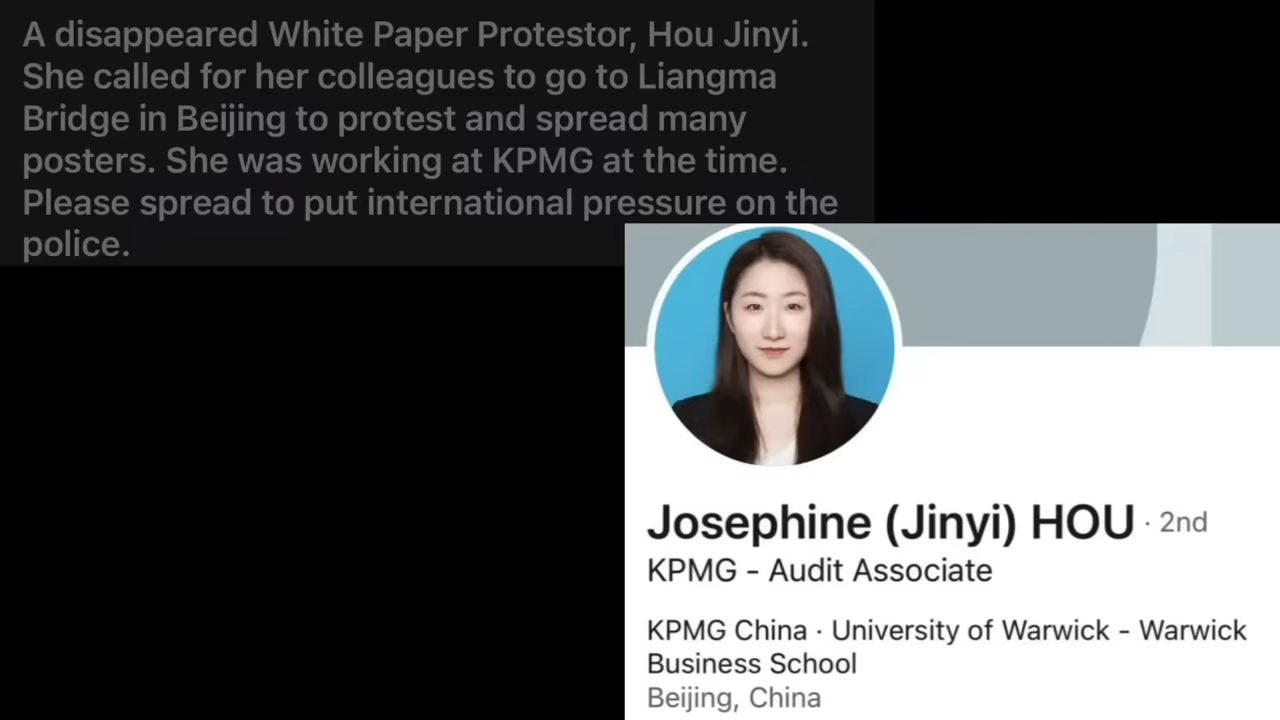 A disappeared White Paper Protestor, Hou Jinyi.
She called for her colleagues to go to Liangma
Bridge in Beijing to protest and spread many
posters. She was working at KPMG at the time.
Please spread to put international pressure on the
police.
Josephine (Jinyi) HOU · 2nd
KPMG - Audit Associate
KPMG China · University of Warwick - Warwick
Business School
Beijing, China